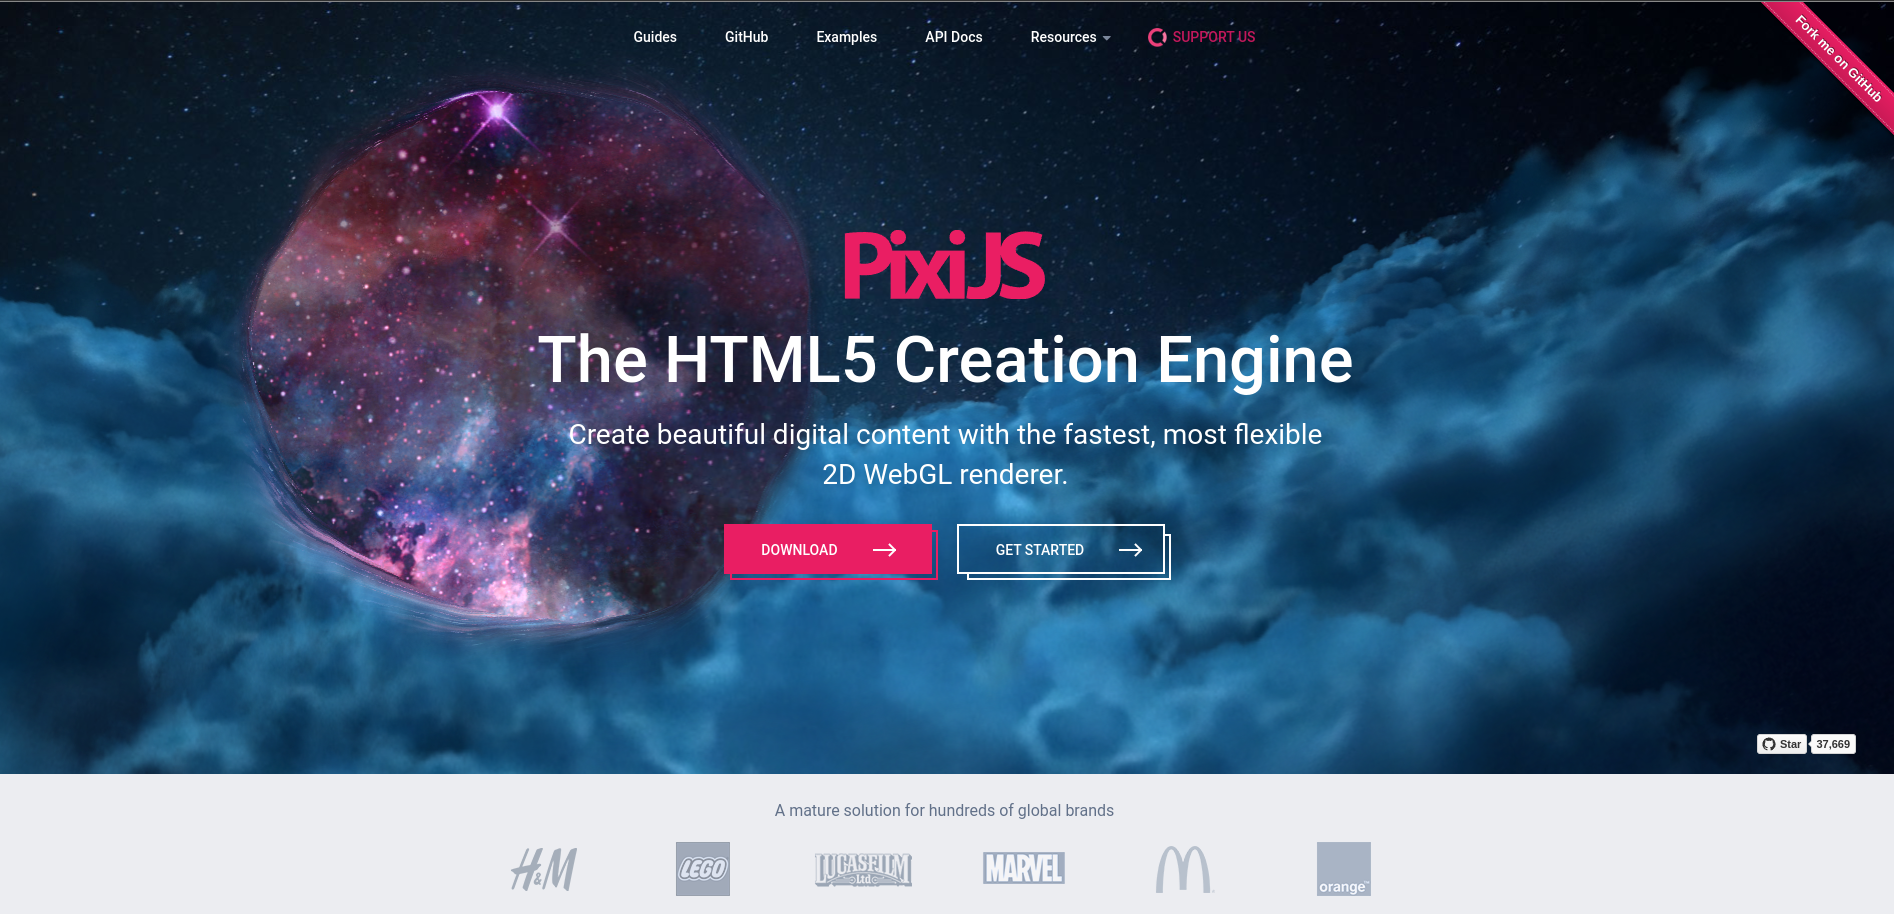 Guides
GitHub
Examples
API Docs
Resources
SUPPORT US
Fork me on GitHub
PixiJS
The HTML5 Creation Engine
Create beautiful digital content with the fastest, most flexible
2D WebGL renderer.
DOWNLOAD
GET STARTED
Star
37,669
A mature solution for hundreds of global brands
H&M
LEGO
LUCASFILM
Ltd
MARVEL
orange™